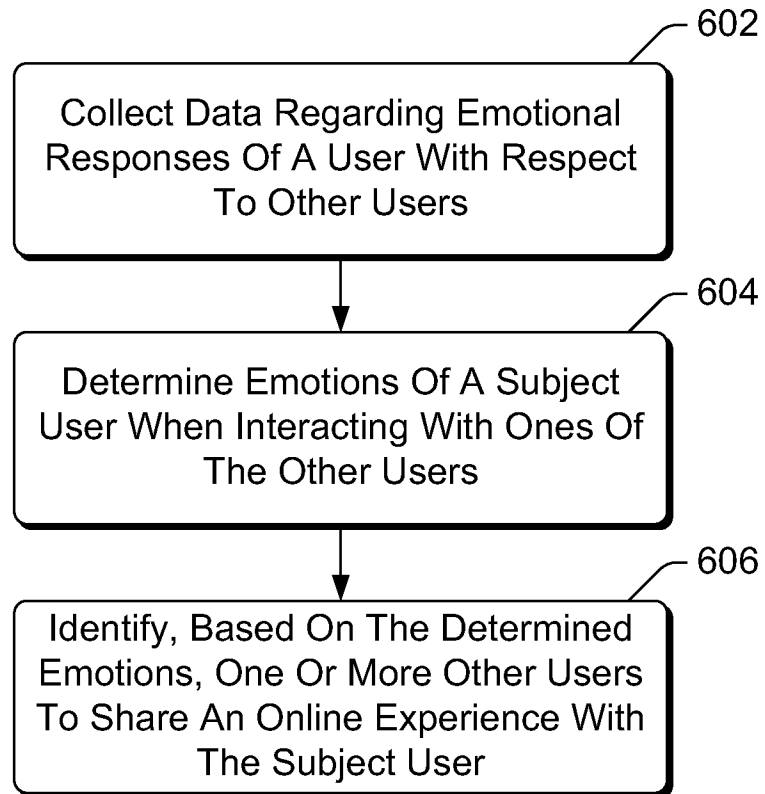 602
Collect Data Regarding Emotional
Responses Of A User With Respect
To Other Users
604
Determine Emotions Of A Subject
User When Interacting With Ones Of
The Other Users
606
Identify, Based On The Determined
Emotions, One Or More Other Users
To Share An Online Experience With
The Subject User